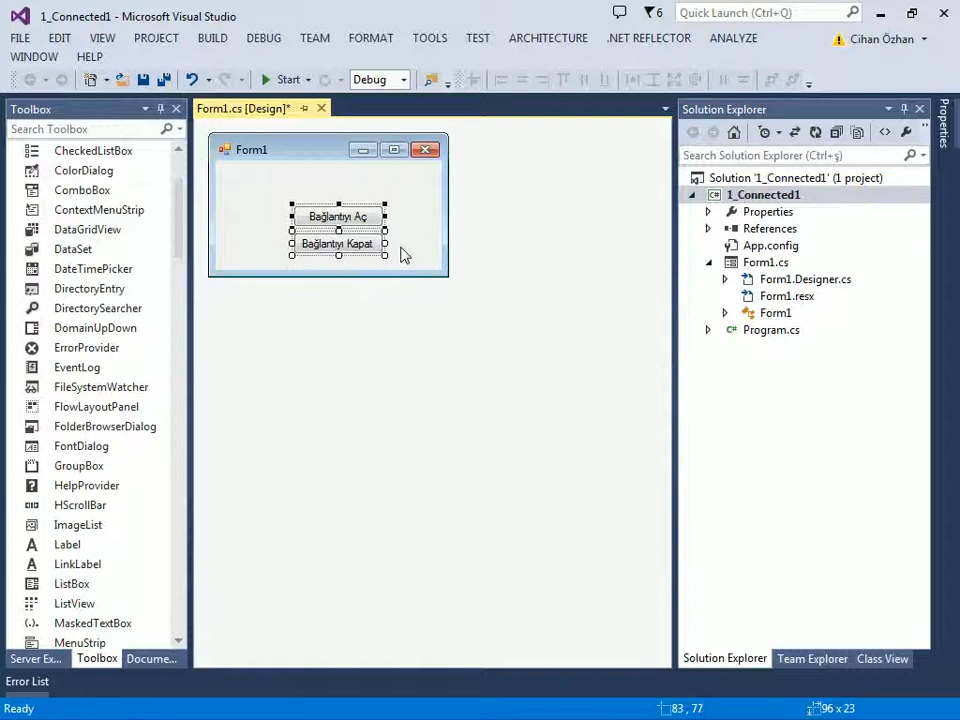 1_Connected1 - Microsoft Visual Studio
6
Quick Launch (Ctrl+Q)
FILE EDIT VIEW PROJECT BUILD DEBUG TEAM FORMAT TOOLS TEST ARCHITECTURE .NET REFLECTOR ANALYZE
Cihan Özhan
WINDOW HELP
Start
Debug
Toolbox
Form1.cs [Design]*
Solution Explorer
Properties
Search Toolbox
Search Solution Explorer (Ctrl+ş)
CheckedListBox
ColorDialog
ComboBox
ContextMenuStrip
DataGridView
DataSet
DateTimePicker
DirectoryEntry
DirectorySearcher
DomainUpDown
ErrorProvider
EventLog
FileSystemWatcher
FlowLayoutPanel
FolderBrowserDialog
FontDialog
GroupBox
HelpProvider
HScrollBar
ImageList
Label
LinkLabel
ListBox
ListView
MaskedTextBox
MenuStrip
Form1
Bağlantıyı Aç
Bağlantıyı Kapat
Solution '1_Connected1' (1 project)
1_Connected1
Properties
References
App.config
Form1.cs
Form1.Designer.cs
Form1.resx
Form1
Program.cs
Server Ex... Toolbox Docume...
Solution Explorer Team Explorer Class View
Error List
Ready
83 , 77
96 x 23